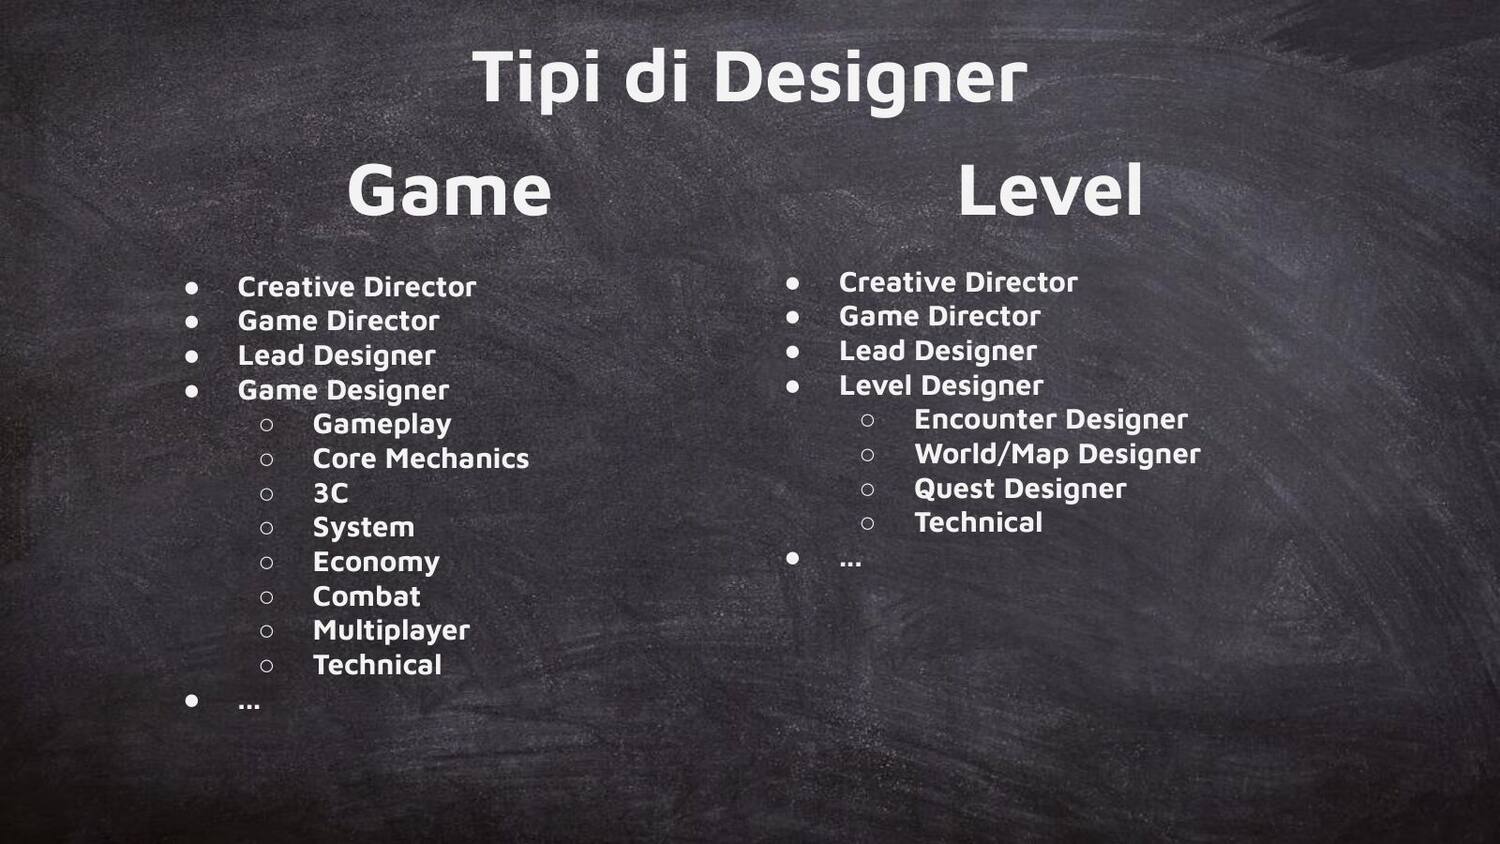 Tipi di Designer
Game
● Creative Director
● Game Director
● Lead Designer
● Game Designer
○ Gameplay
○ Core Mechanics
○ 3C
○ System
○ Economy
○ Combat
○ Multiplayer
○ Technical
● ...
Level
● Creative Director
● Game Director
● Lead Designer
● Level Designer
○ Encounter Designer
○ World/Map Designer
○ Quest Designer
○ Technical
● ...